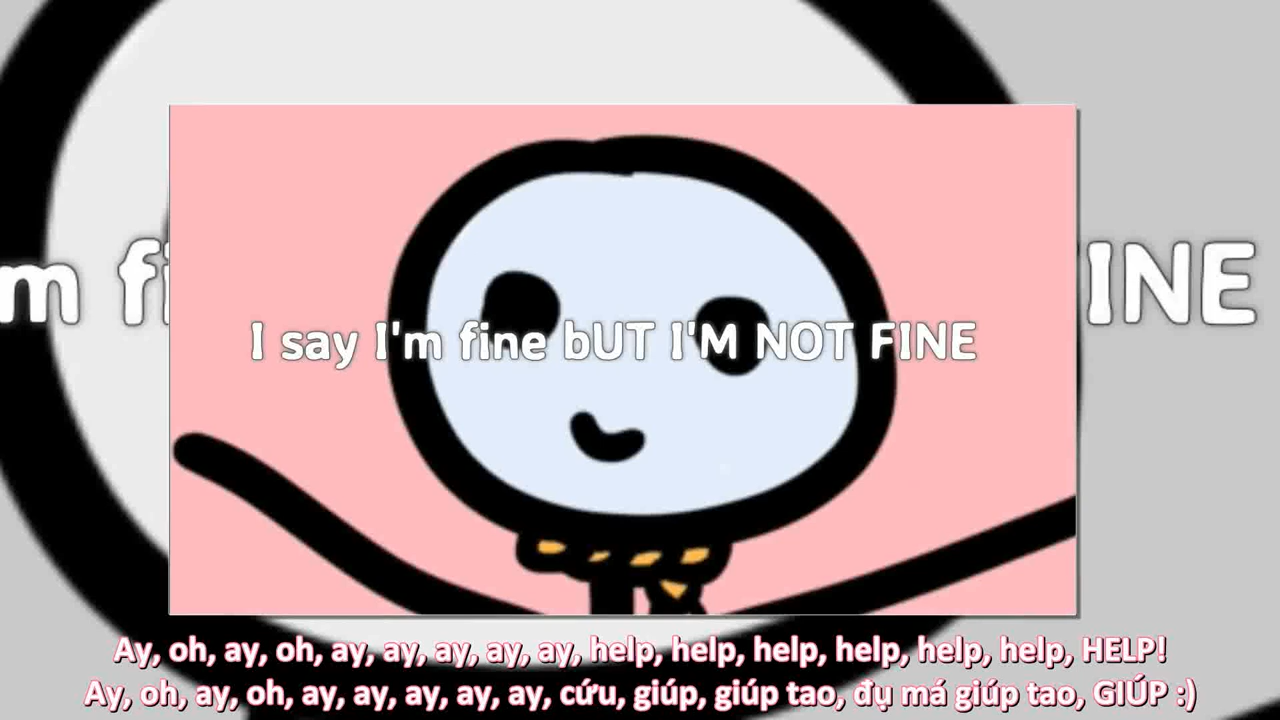 I say I'm fine bUT I'M NOT FINE
m fi
INE
Ay, oh, ay, oh, ay, ay, ay, ay, ay, help, help, help, help, help, help, HELP!
Ay, oh, ay, oh, ay, ay, ay, ay, ay, cứu, giúp, giúp tao, đụ má giúp tao, GIÚP :)